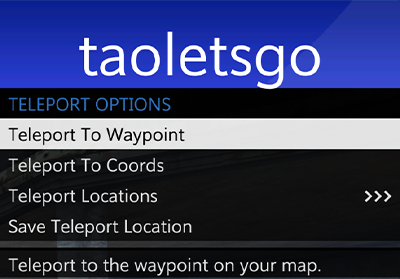 taoletsgo
TELEPORT OPTIONS
Teleport To Waypoint
Teleport To Coords
Teleport Locations >>>
Save Teleport Location
Teleport to the waypoint on your map.